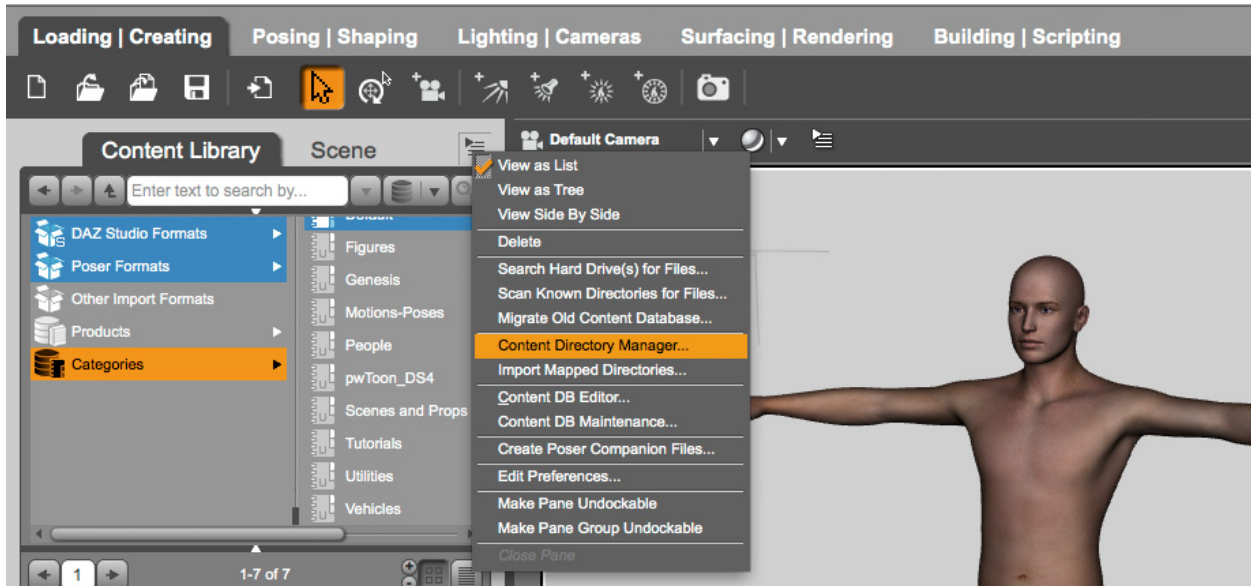 Loading | Creating
Posing | Shaping
Lighting | Cameras
Surfacing | Rendering
Building | Scripting
Content Library
Scene
Default Camera
Enter text to search by...
DAZ Studio Formats
Poser Formats
Other Import Formats
Products
Categories
Default
Figures
Genesis
Motions-Poses
People
pwToon_DS4
Scenes and Props
Tutorials
Utilities
Vehicles
View as List
View as Tree
View Side By Side
Delete
Search Hard Drive(s) for Files...
Scan Known Directories for Files...
Migrate Old Content Database...
Content Directory Manager...
Import Mapped Directories...
Content DB Editor...
Content DB Maintenance...
Create Poser Companion Files...
Edit Preferences...
Make Pane Undockable
Make Pane Group Undockable
Close Pane
1
1-7 of 7